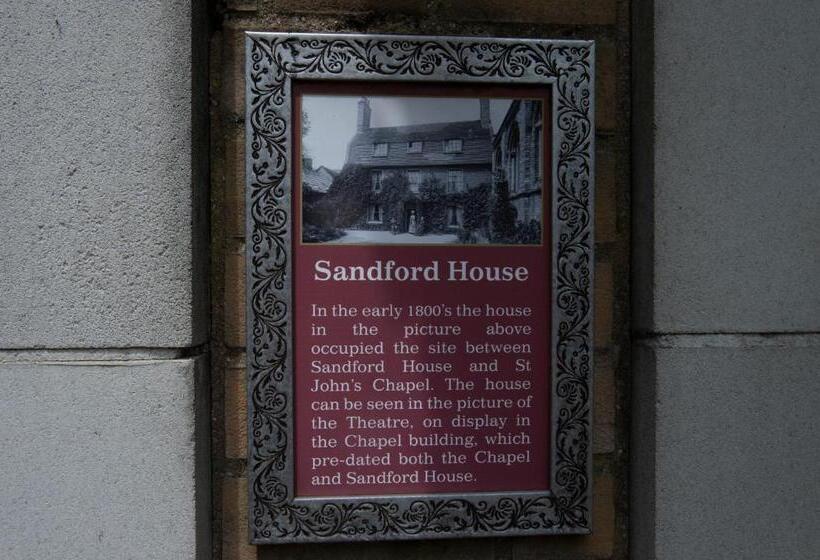 Sandford House
In the early 1800's the house
in the picture above
occupied the site between
Sandford House and St
John's Chapel. The house
can be seen in the picture of
the Theatre, on display in
the Chapel building, which
pre-dated both the Chapel
and Sandford House.